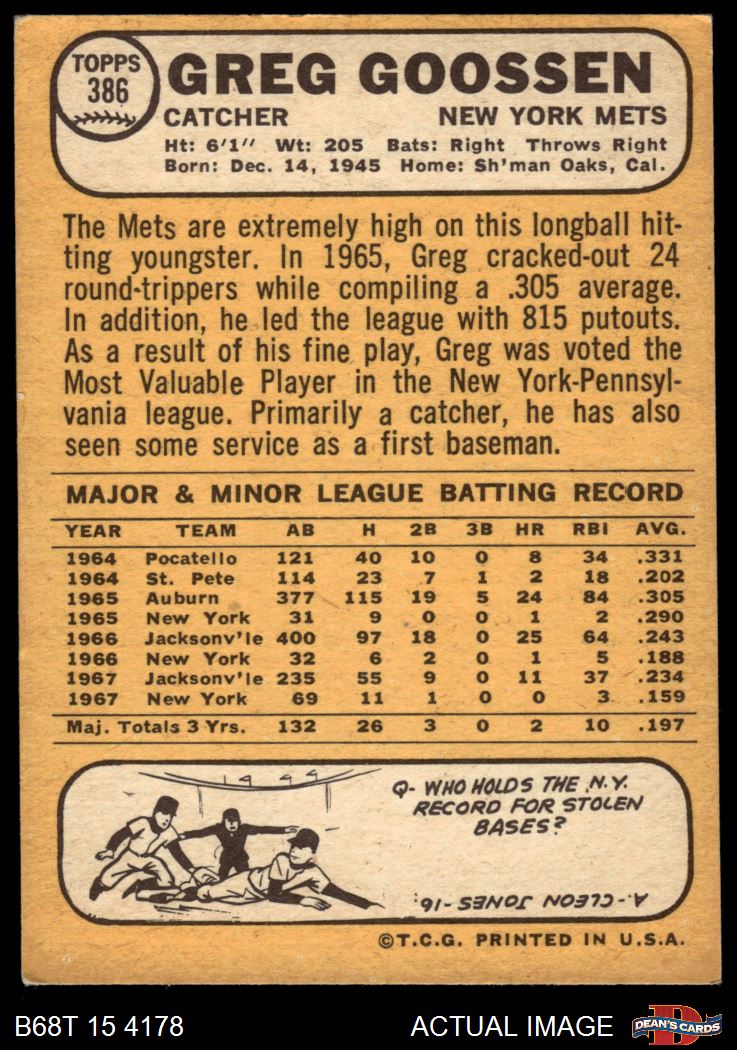 TOPPS
386
GREG GOOSSEN
CATCHER NEW YORK METS
Ht: 6'1" Wt: 205 Bats: Right Throws Right
Born: Dec. 14, 1945 Home: Sh'man Oaks, Cal.
The Mets are extremely high on this longball hit-
ting youngster. In 1965, Greg cracked-out 24
round-trippers while compiling a .305 average.
In addition, he led the league with 815 putouts.
As a result of his fine play, Greg was voted the
Most Valuable Player in the New York-Pennsyl-
vania league. Primarily a catcher, he has also
seen some service as a first baseman.
MAJOR & MINOR LEAGUE BATTING RECORD
YEAR TEAM AB H 2B 3B HR RBI AVG.
1964 Pocatello 121 40 10 0 8 34 .331
1964 St. Pete 114 23 7 1 2 18 .202
1965 Auburn 377 115 19 5 24 84 .305
1965 New York 31 9 0 0 1 2 .290
1966 Jacksonv'le 400 97 18 0 25 64 .243
1966 New York 32 6 2 0 1 5 .188
1967 Jacksonv'le 235 55 9 0 11 37 .234
1967 New York 69 11 1 0 0 3 .159
Maj. Totals 3 Yrs. 132 26 3 0 2 10 .197
Q- WHO HOLDS THE N.Y.
RECORD FOR STOLEN
BASES?
A.- CLEON JONES -16.
©T.C.G. PRINTED IN U.S.A.
B68T 15 4178 ACTUAL IMAGE DEAN'S CARDS